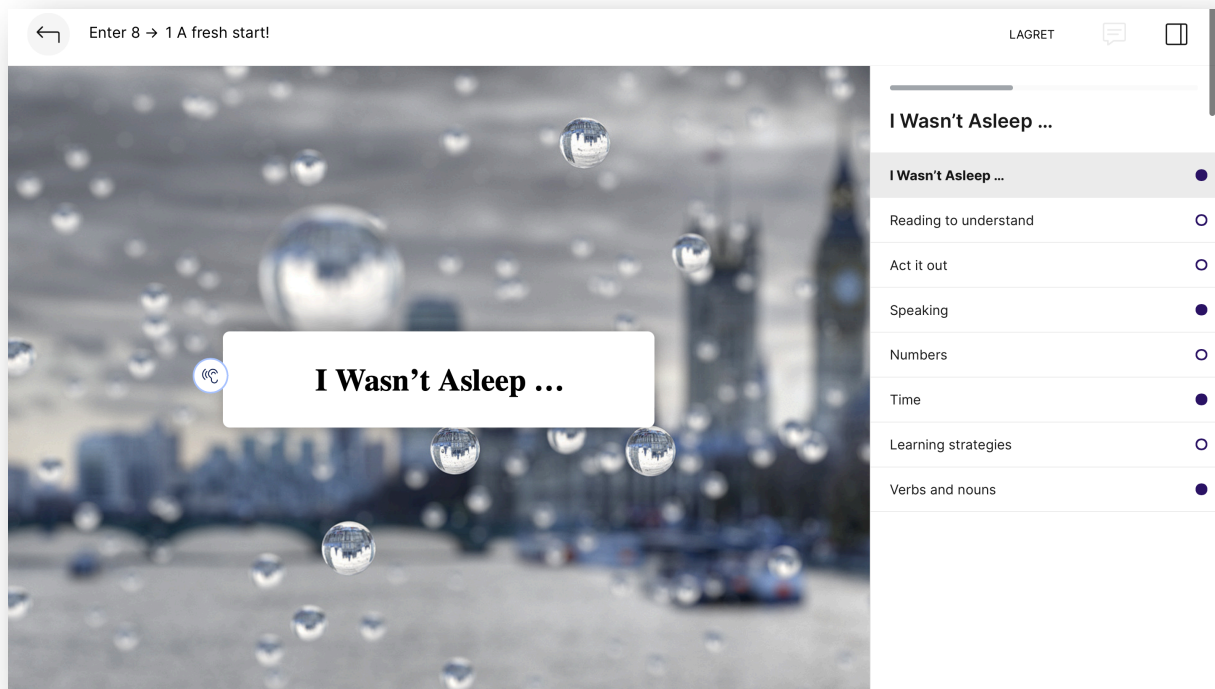 Enter 8 → 1 A fresh start!
LAGRET
I Wasn’t Asleep ...
I Wasn’t Asleep ...
I Wasn’t Asleep ...
Reading to understand
Act it out
Speaking
Numbers
Time
Learning strategies
Verbs and nouns